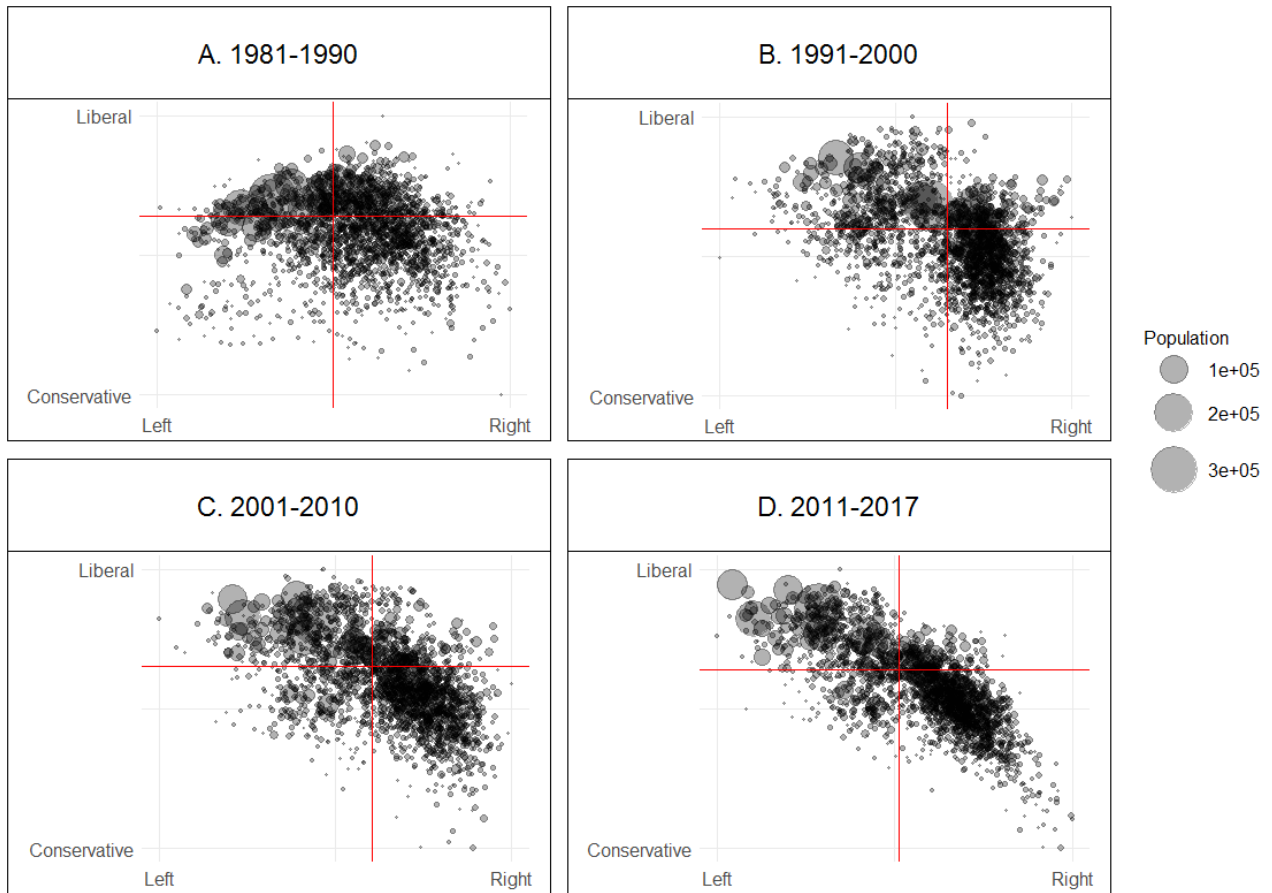 A. 1981-1990
Liberal
Conservative
Left
Right
B. 1991-2000
Liberal
Conservative
Left
Right
Population
1e+05
2e+05
3e+05
C. 2001-2010
Liberal
Conservative
Left
Right
D. 2011-2017
Liberal
Conservative
Left
Right